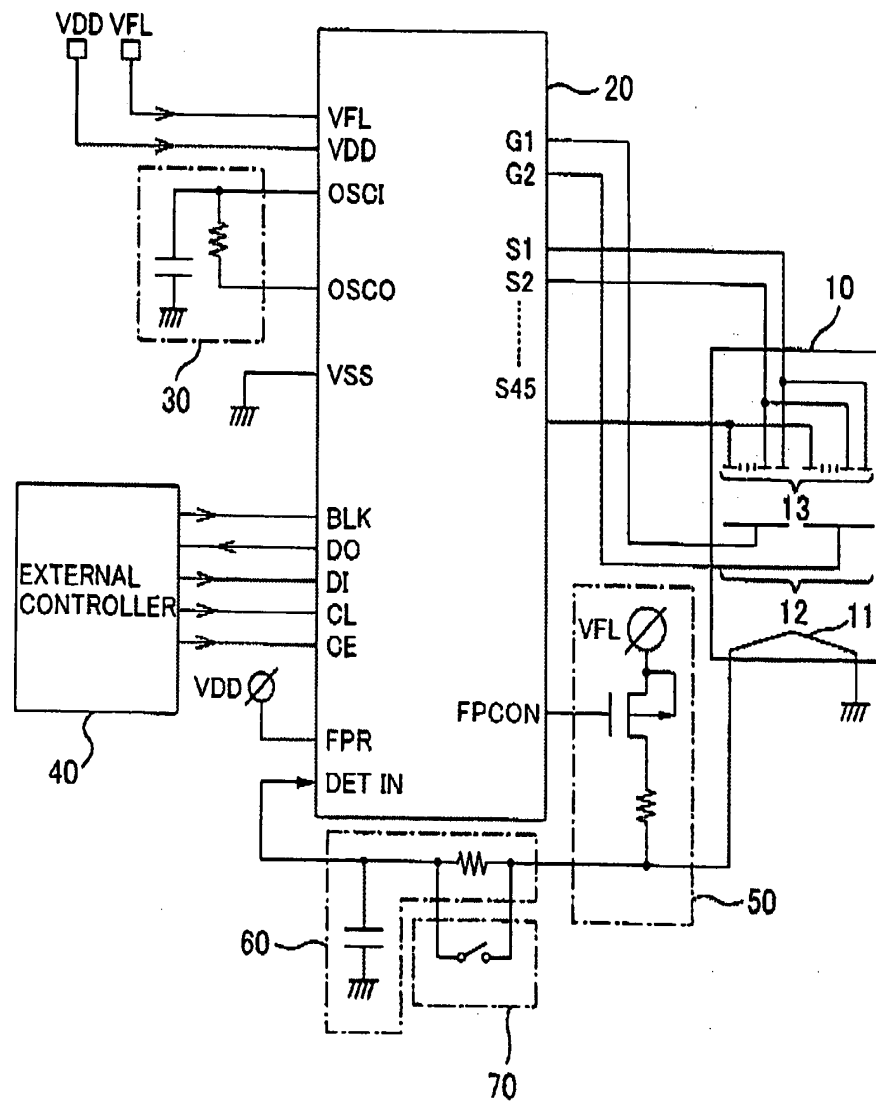 VDD VFL
20
VFL
VDD
OSCI
OSCO
VSS
30
G1
G2
S1
S2
S45
10
13
12
11
EXTERNAL
CONTROLLER
40
BLK
DO
DI
CL
CE
VDD
FPR
DET IN
FPCON
VFL
50
60
70